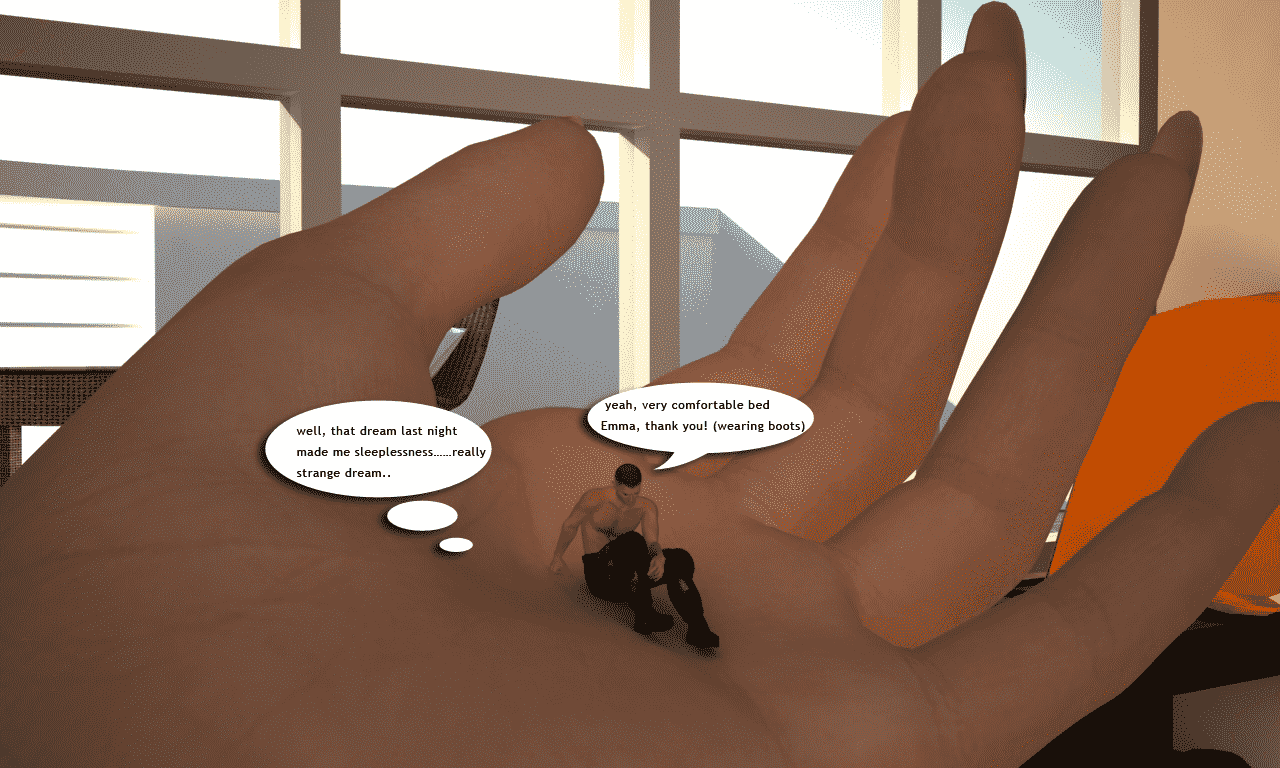 well, that dream last night
made me sleeplessness......really
strange dream..
yeah, very comfortable bed
Emma, thank you! (wearing boots)